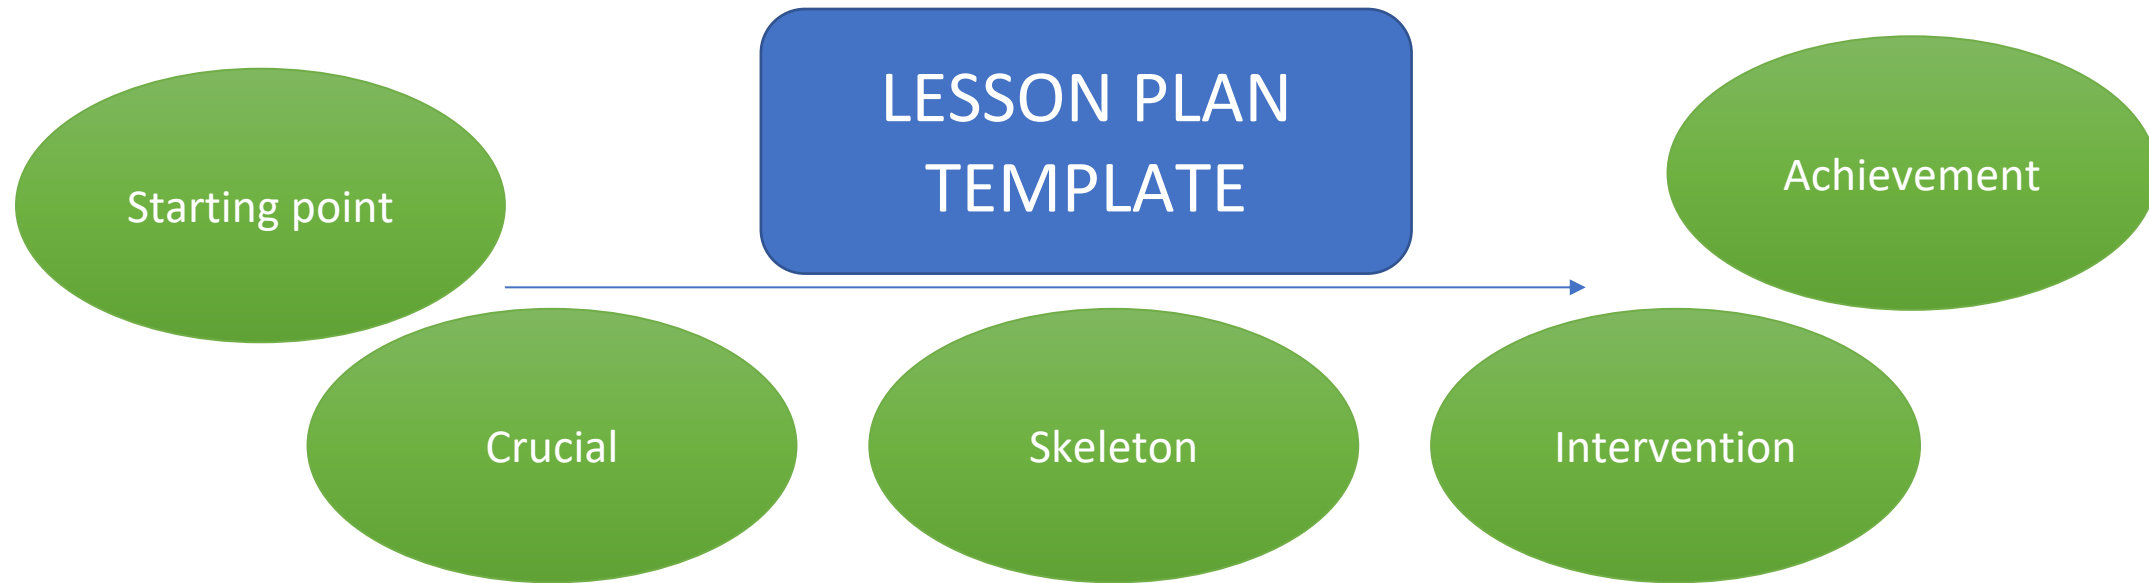 LESSON PLAN
TEMPLATE
Starting point
Achievement
Crucial
Skeleton
Intervention